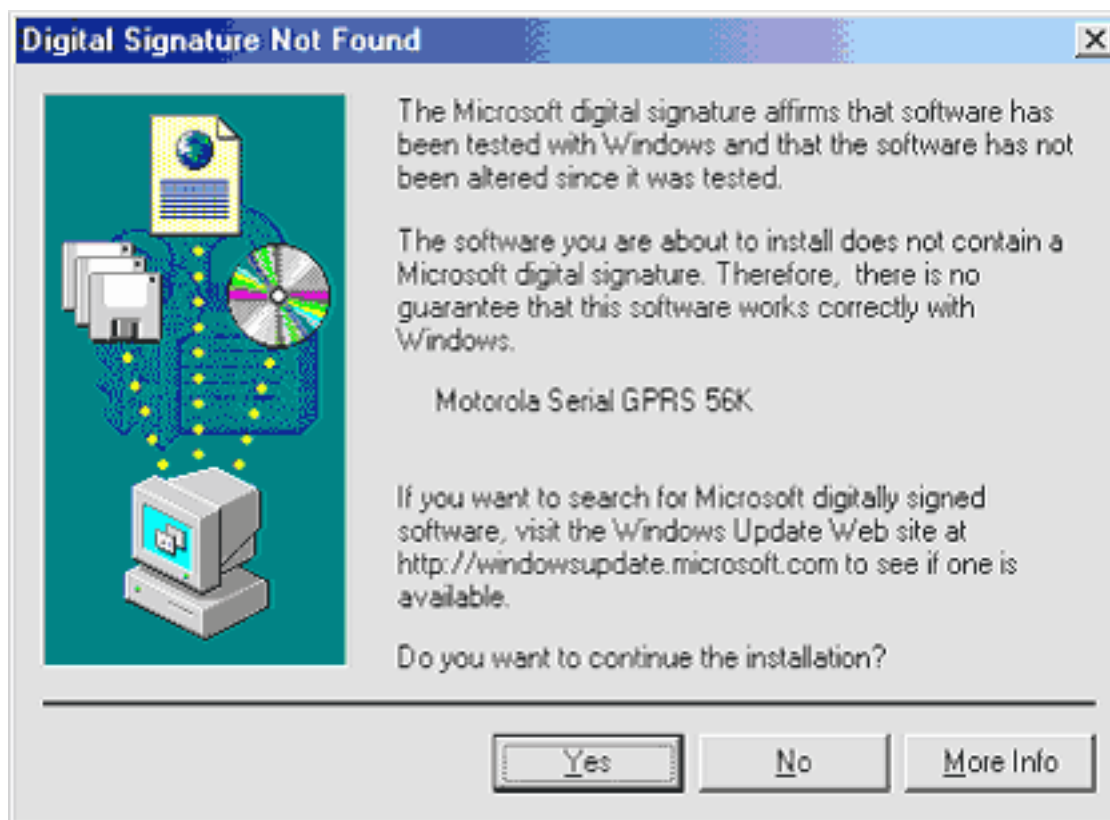 Digital Signature Not Found
The Microsoft digital signature affirms that software has
been tested with Windows and that the software has not
been altered since it was tested.
The software you are about to install does not contain a
Microsoft digital signature. Therefore,  there is no
guarantee that this software works correctly with
Windows.
Motorola Serial GPRS 56K
If you want to search for Microsoft digitally signed
software, visit the Windows Update Web site at
http://windowsupdate.microsoft.com to see if one is
available.
Do you want to continue the installation?
Yes
No
More Info